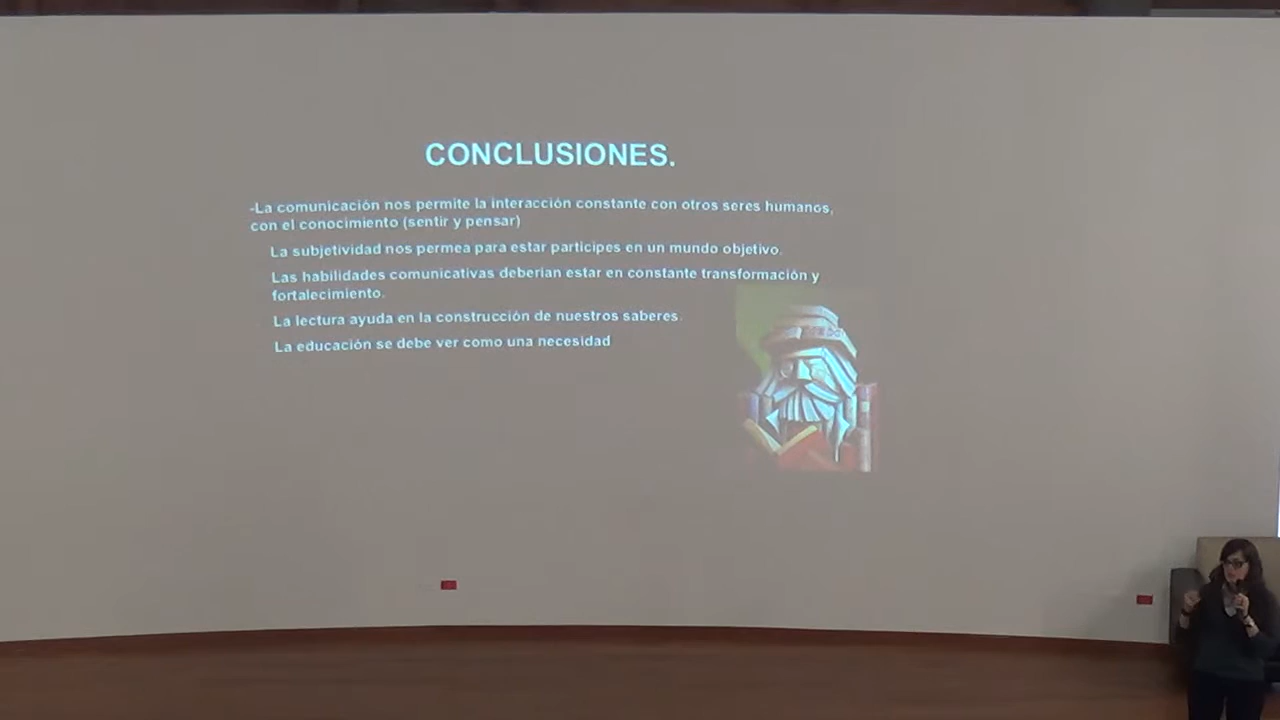 CONCLUSIONES.
-La comunicación nos permite la interacción constante con otros seres humanos,
con el conocimiento (sentir y pensar)
La subjetividad nos permea para estar participes en un mundo objetivo.
Las habilidades comunicativas deberían estar en constante transformación y
fortalecimiento.
La lectura ayuda en la construcción de nuestros saberes.
La educación se debe ver como una necesidad